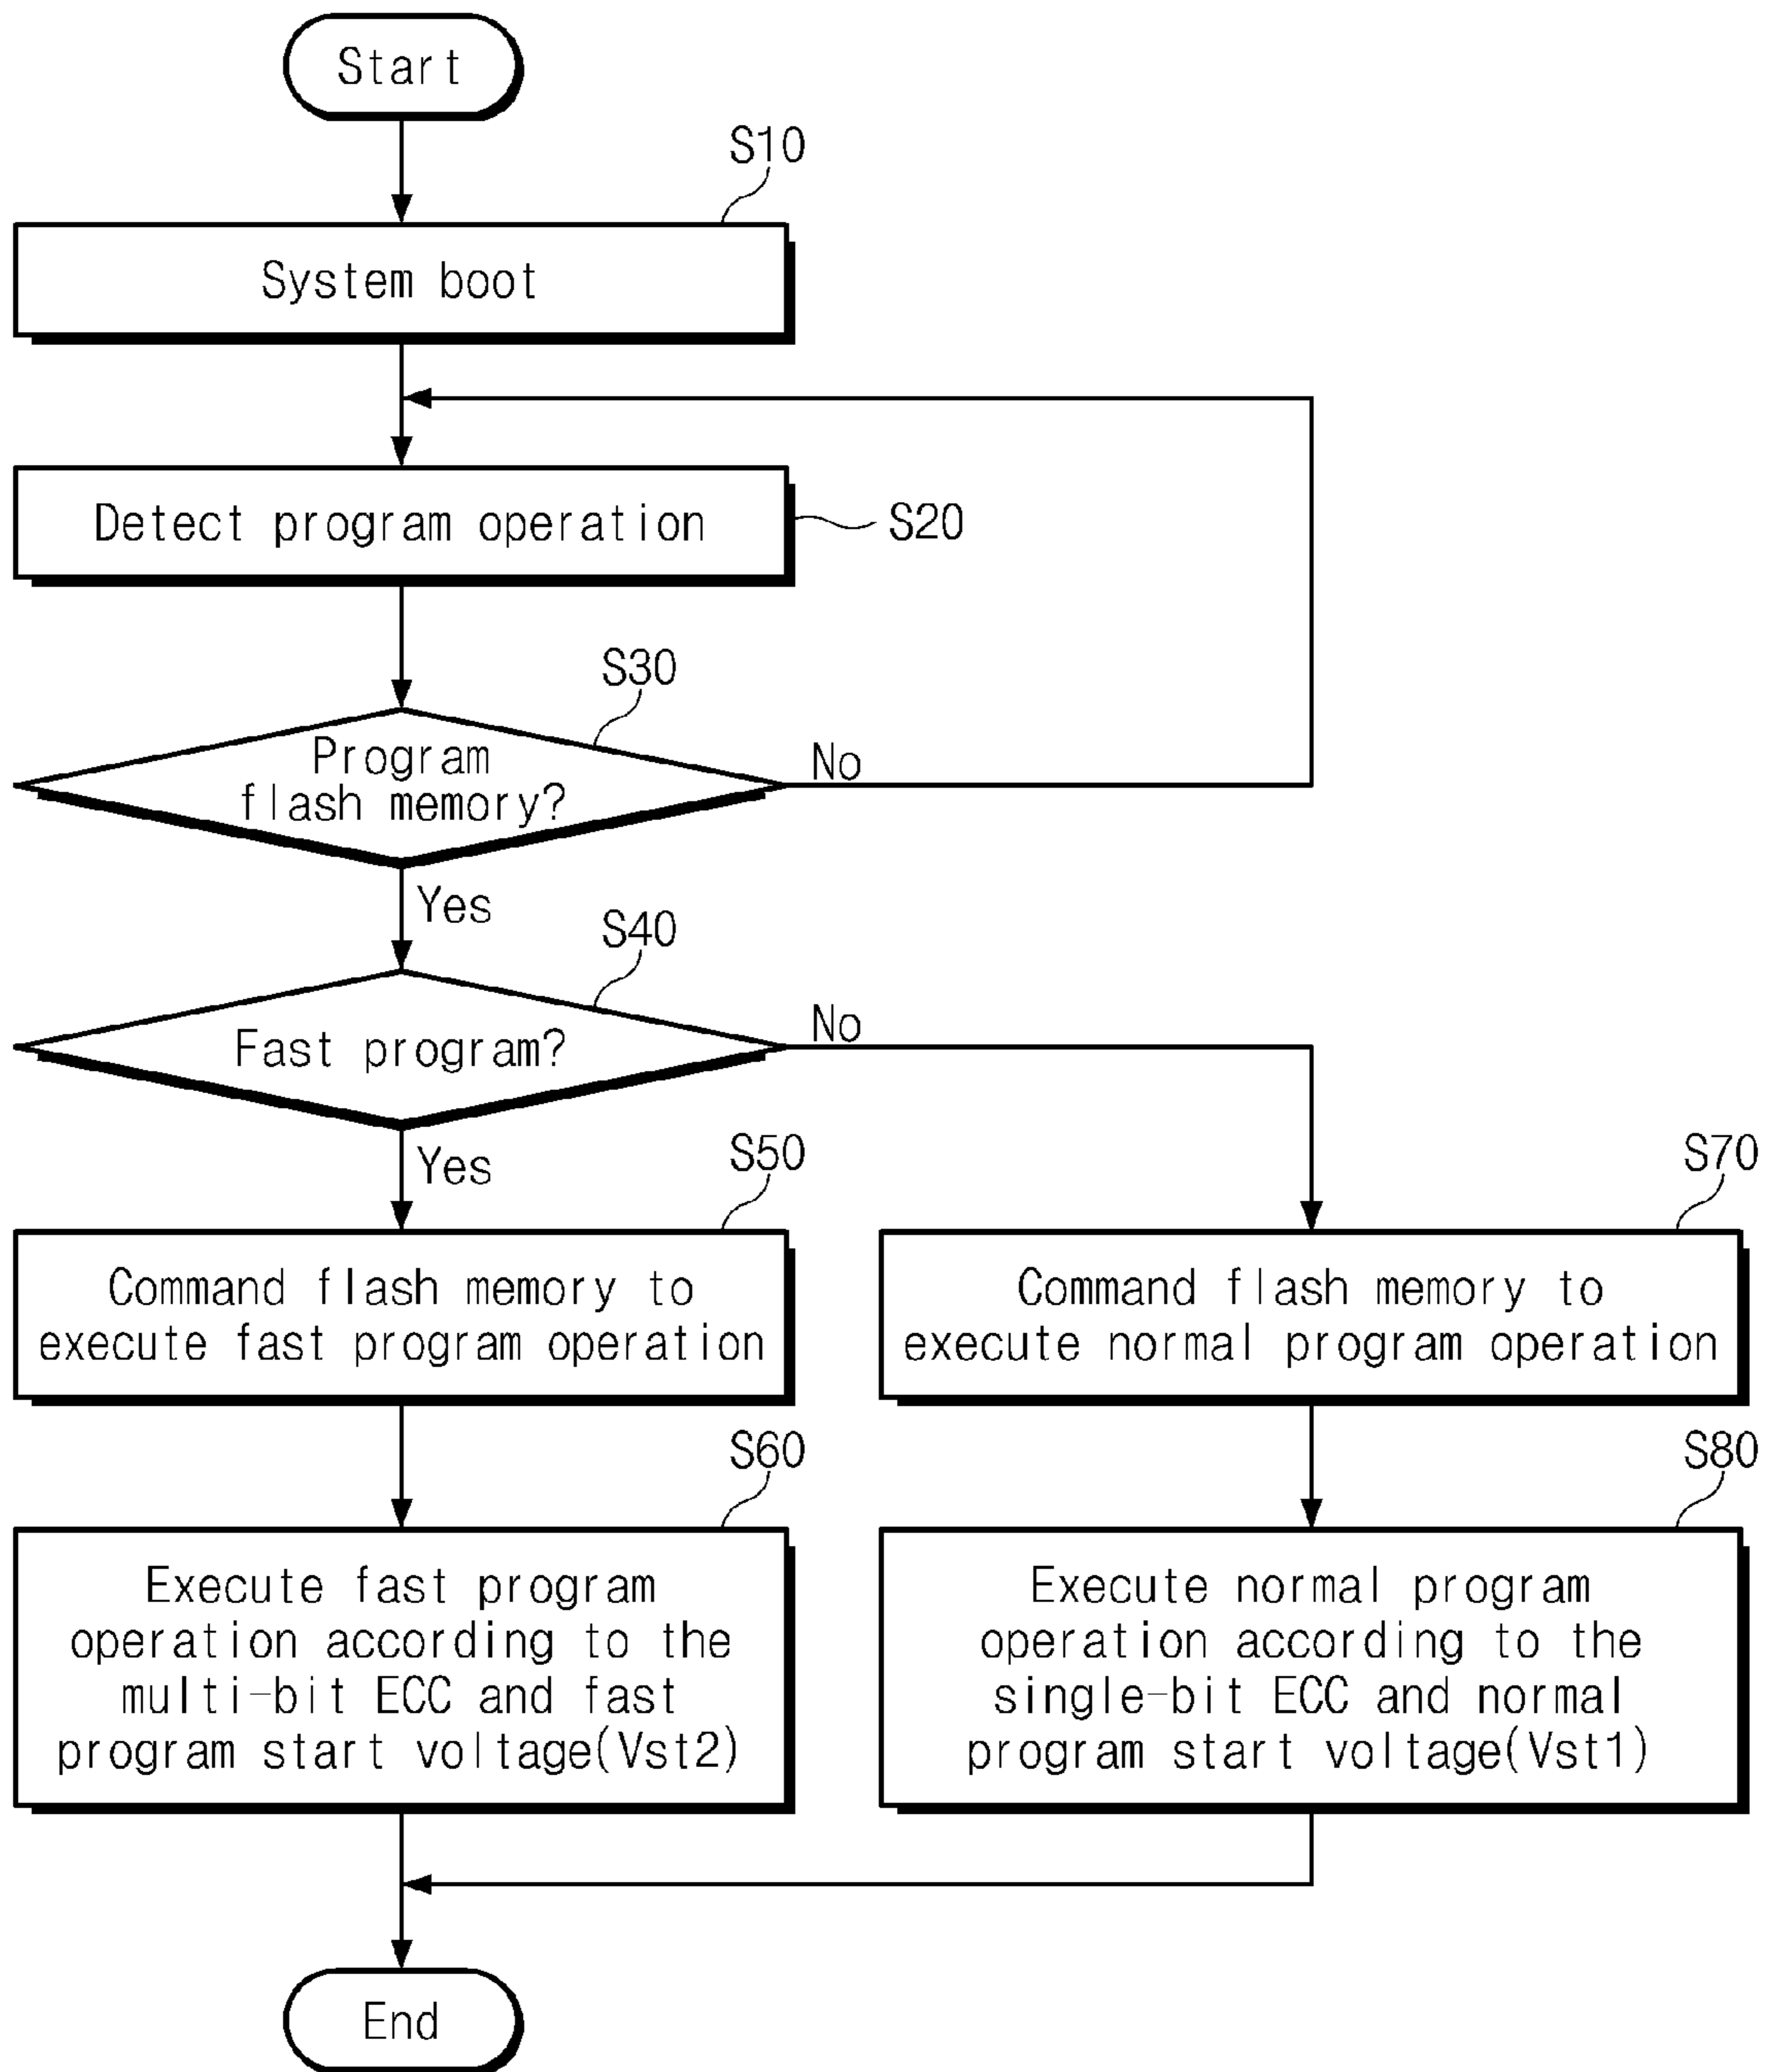 Start
S10
System boot
Detect program operation
S20
S30
Program
flash memory?
No
Yes
S40
Fast program?
No
Yes
S50
Command flash memory to
execute fast program operation
S70
Command flash memory to
execute normal program operation
S60
Execute fast program
operation according to the
multi-bit ECC and fast
program start voltage(Vst2)
S80
Execute normal program
operation according to the
single-bit ECC and normal
program start voltage(Vst1)
End